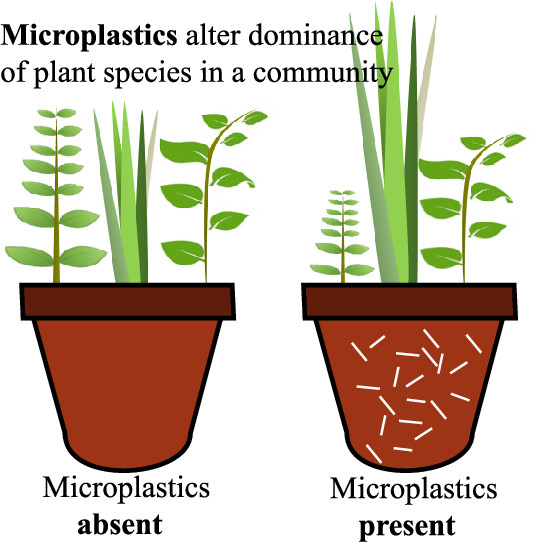 Microplastics alter dominance
of plant species in a community
Microplastics
absent
Microplastics
present